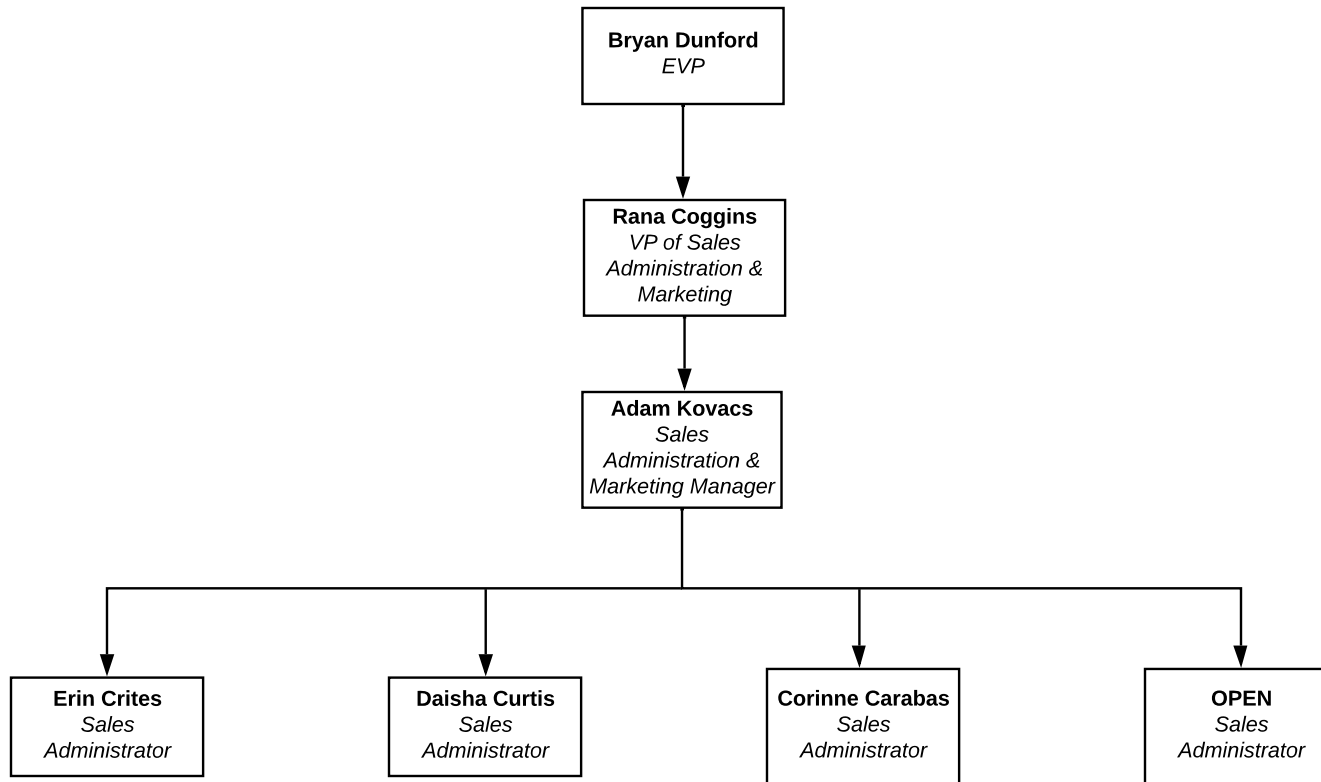 Bryan Dunford
EVP
Rana Coggins
VP of Sales
Administration &
Marketing
Adam Kovacs
Sales
Administration &
Marketing Manager
Erin Crites
Sales
Administrator
Daisha Curtis
Sales
Administrator
Corinne Carabas
Sales
Administrator
OPEN
Sales
Administrator